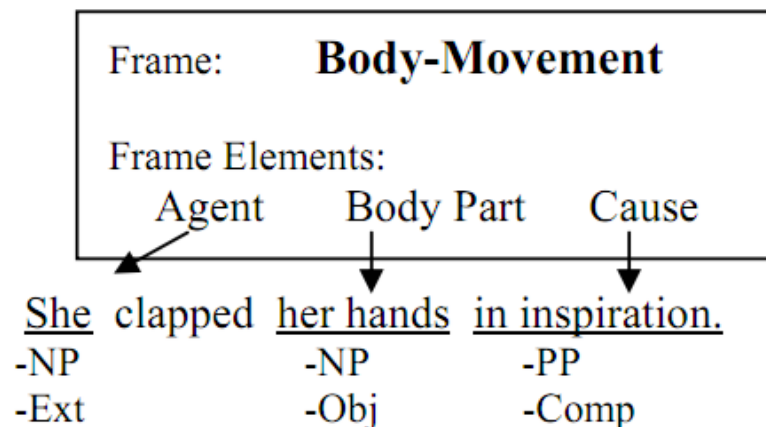 Frame: Body-Movement
Frame Elements:
Agent Body Part Cause
She clapped her hands in inspiration.
-NP -NP -PP
-Ext -Obj -Comp